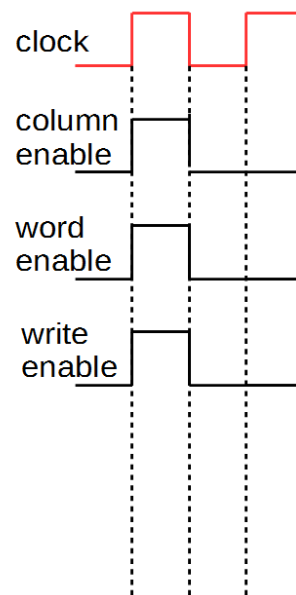 clock
column
enable
word
enable
write
enable